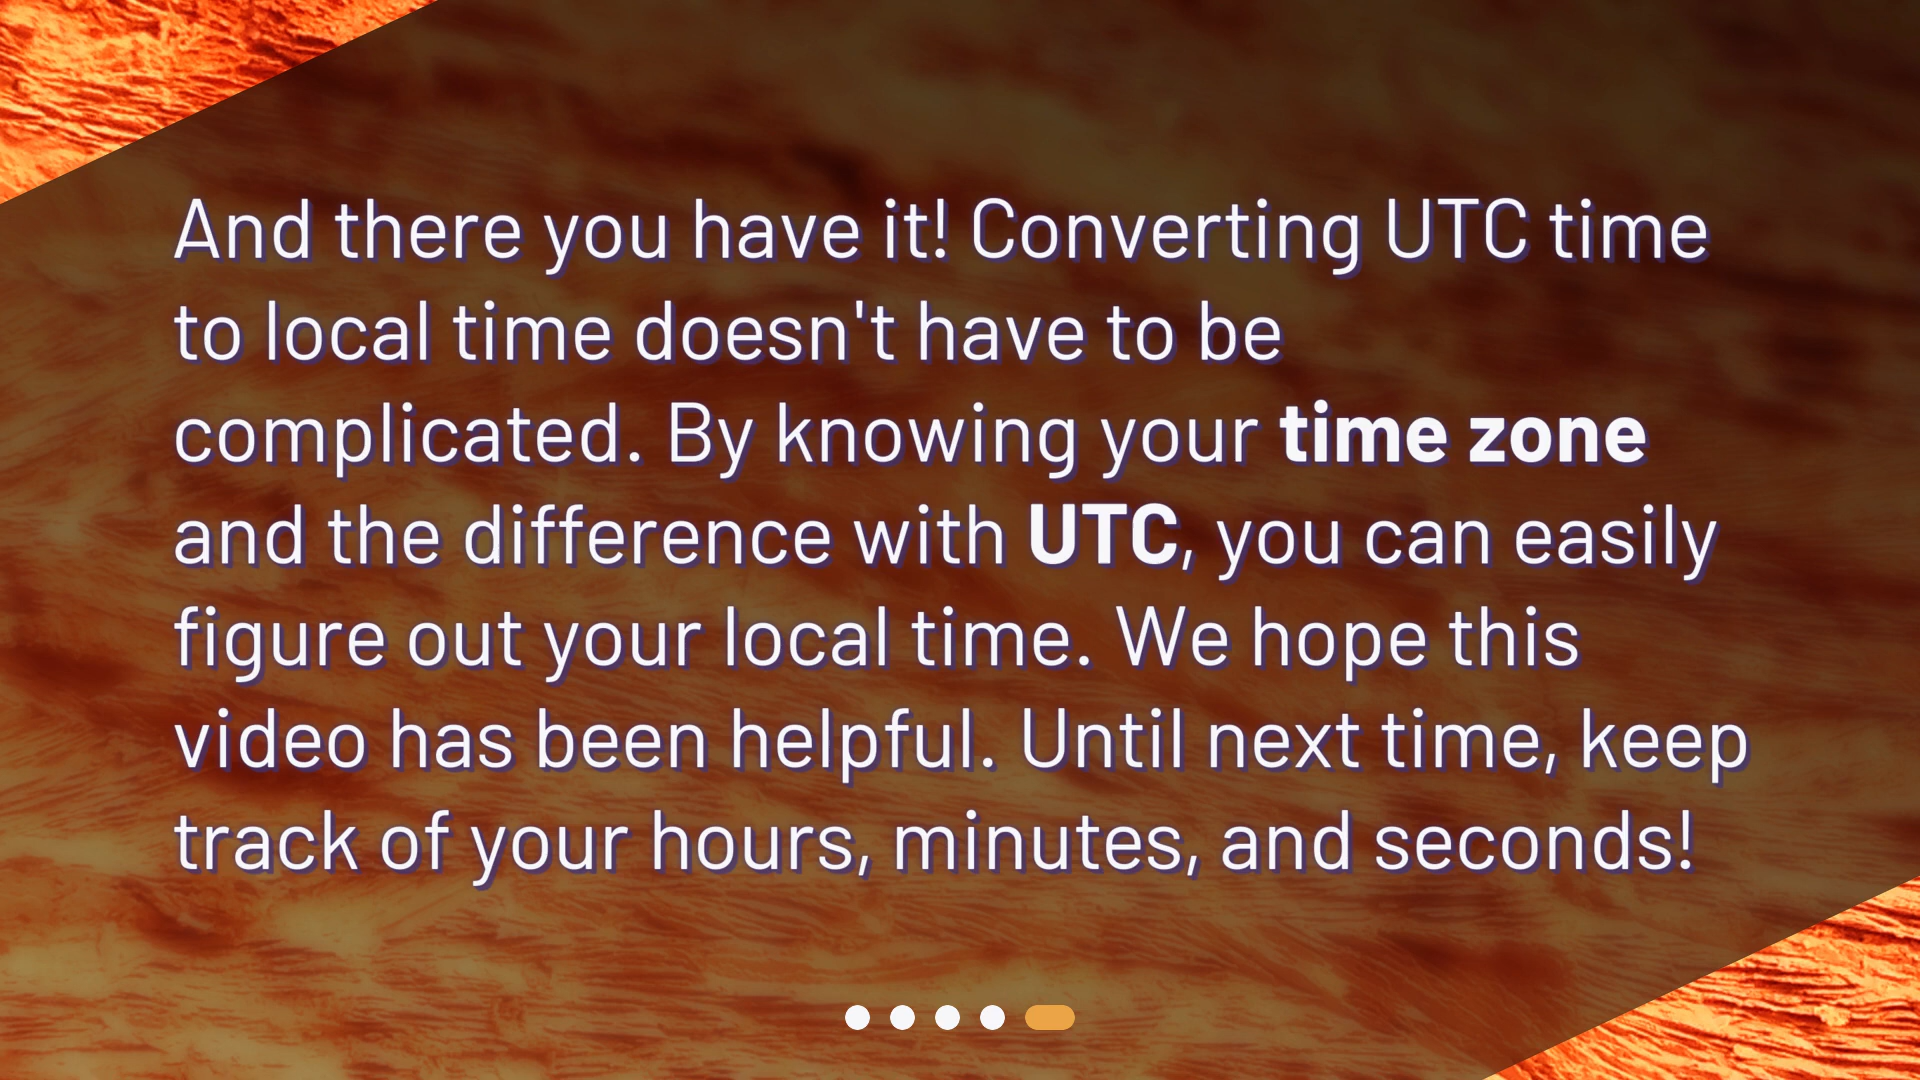 And there you have it! Converting UTC time
to local time doesn't have to be
complicated. By knowing your time zone
and the difference with UTC, you can easily
figure out your local time. We hope this
video has been helpful. Until next time, keep
track of your hours, minutes, and seconds!